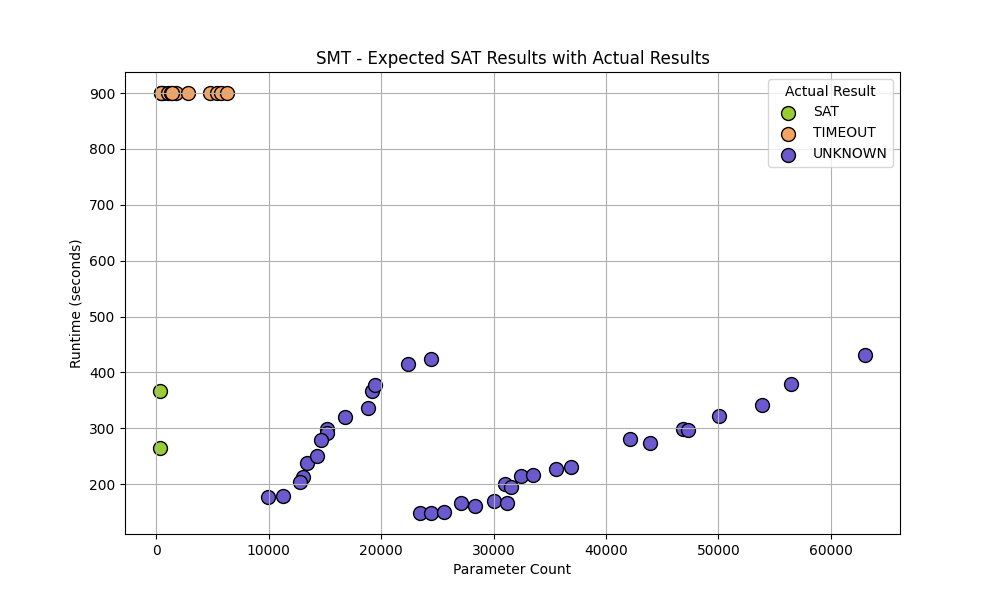 SMT - Expected SAT Results with Actual Results
Actual Result
SAT
TIMEOUT
UNKNOWN
900
800
700
600
500
400
300
200
Runtime (seconds)
0
10000
20000
30000
40000
50000
60000
Parameter Count